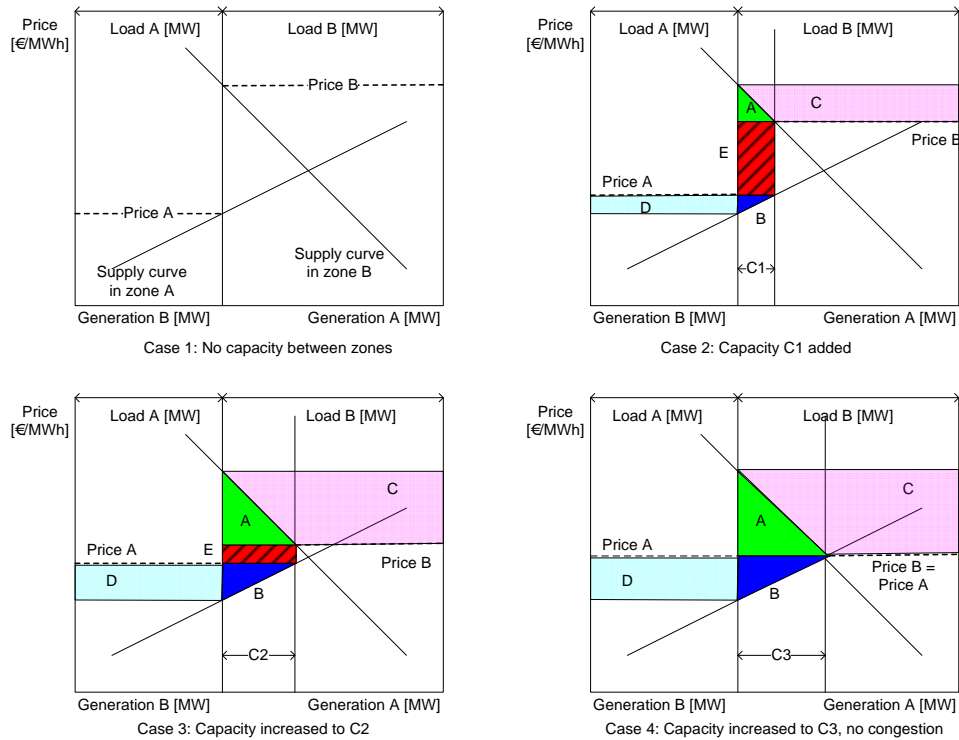 Price
[€/MWh]
Load A [MW]
Load B [MW]
Price B
Price A
Supply curve
in zone A
Supply curve
in zone B
Generation B [MW]
Generation A [MW]
Case 1: No capacity between zones
Price
[€/MWh]
Load A [MW]
Load B [MW]
A
C
Price B
E
Price A
D
B
C1
Generation B [MW]
Generation A [MW]
Case 2: Capacity C1 added
Price
[€/MWh]
Load A [MW]
Load B [MW]
C
A
Price A
E
Price B
D
B
C2
Generation B [MW]
Generation A [MW]
Case 3: Capacity increased to C2
Price
[€/MWh]
Load A [MW]
Load B [MW]
C
A
Price A
Price B =
Price A
D
B
C3
Generation B [MW]
Generation A [MW]
Case 4: Capacity increased to C3, no congestion